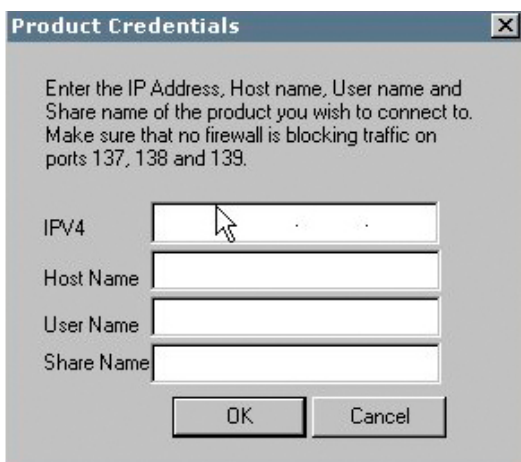 Product Credentials
Enter the IP Address, Host name, User name and
Share name of the product you wish to connect to.
Make sure that no firewall is blocking traffic on
ports 137, 138 and 139.
IPV4 . .
Host Name
User Name
Share Name
OK Cancel